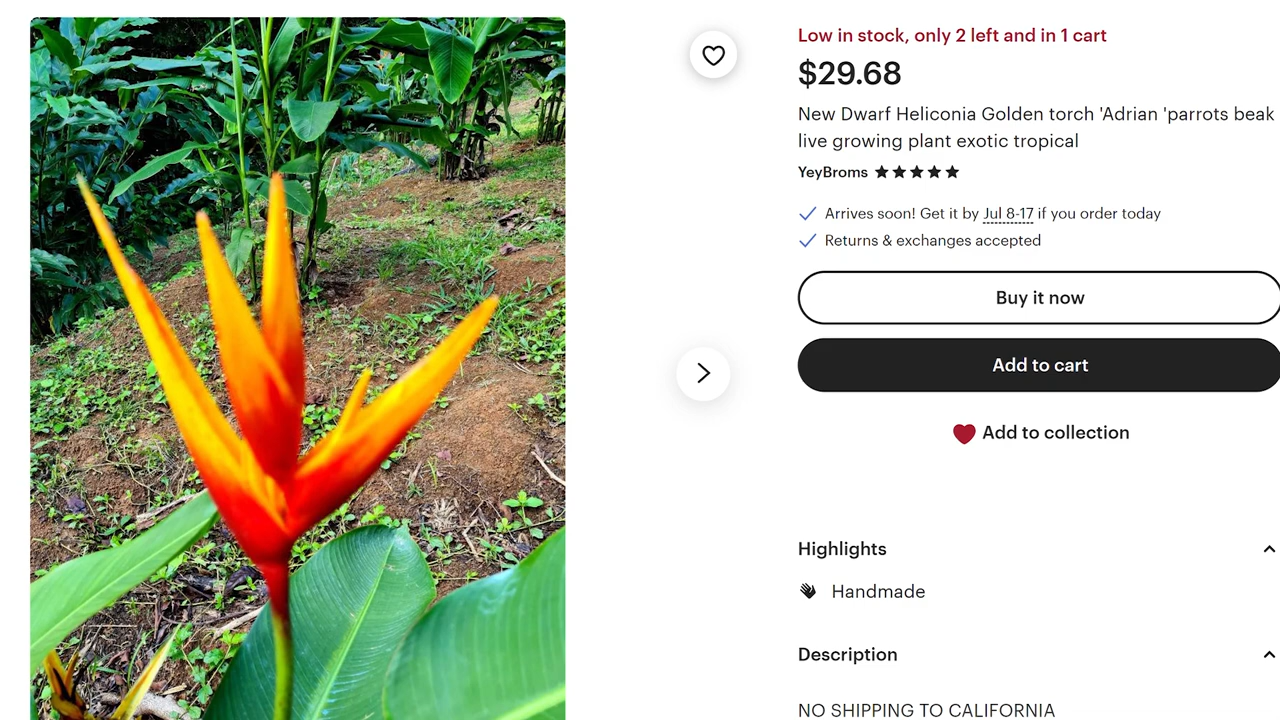 Low in stock, only 2 left and in 1 cart
$29.68
New Dwarf Heliconia Golden torch 'Adrian 'parrots beak
live growing plant exotic tropical
YeyBroms
Arrives soon! Get it by Jul 8-17 if you order today
Returns & exchanges accepted
Buy it now
Add to cart
Add to collection
Highlights
Handmade
Description
NO SHIPPING TO CALIFORNIA